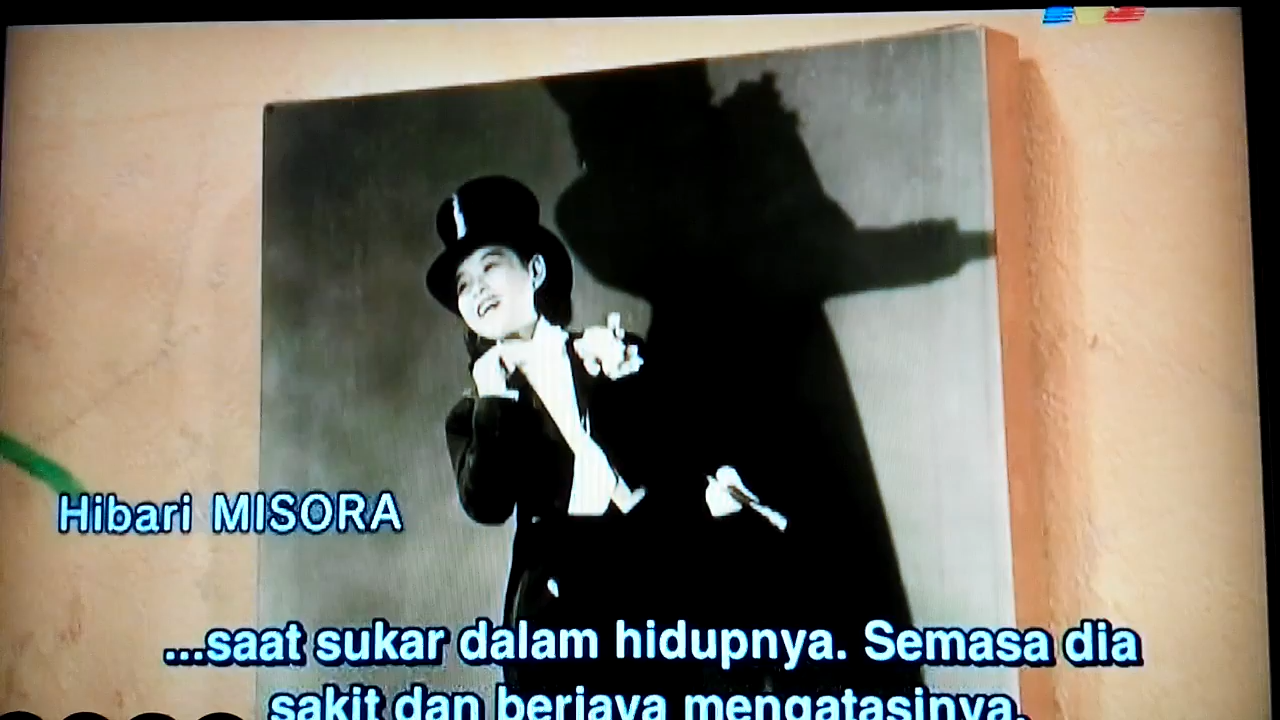 Hibari MISORA
...saat sukar dalam hidupnya. Semasa dia
sakit dan berjaya mengatasinya.